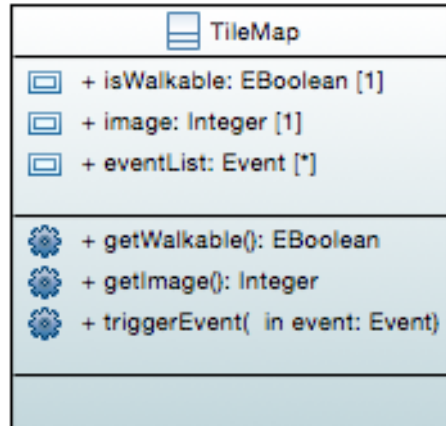 TileMap
+ isWalkable: EBoolean [1]
+ image: Integer [1]
+ eventList: Event [*]
+ getWalkable(): EBoolean
+ getImage(): Integer
+ triggerEvent( in event: Event)